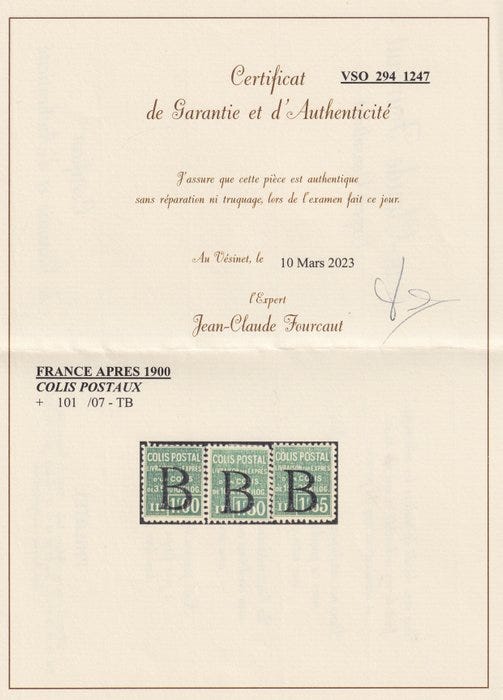 Certificat
VSO 294 1247
de Garantie et d'Authenticité
J'assure que cette pièce est authentique
sans réparation ni truquage, lors de l'examen fait ce jour.
Au Vésinet, le 10 Mars 2023
l'Expert
Jean-Claude Fourcaut
FRANCE APRES 1900
COLIS POSTAUX
+ 101 /07 - TB
COLIS POSTAL COLIS POSTAL COLIS POSTAL
B B B